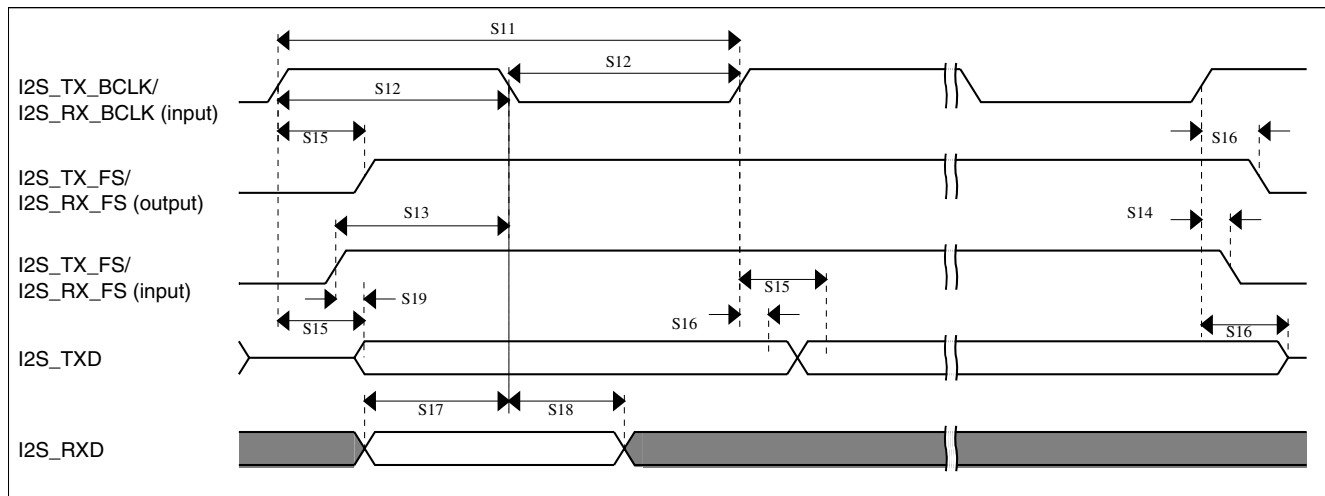 S11
I2S_TX_BCLK/
I2S_RX_BCLK (input)
S12
S12
S15
S16
I2S_TX_FS/
I2S_RX_FS (output)
S13
S14
I2S_TX_FS/
I2S_RX_FS (input)
S15
S19
S16
S15
S16
I2S_TXD
S17
S18
I2S_RXD